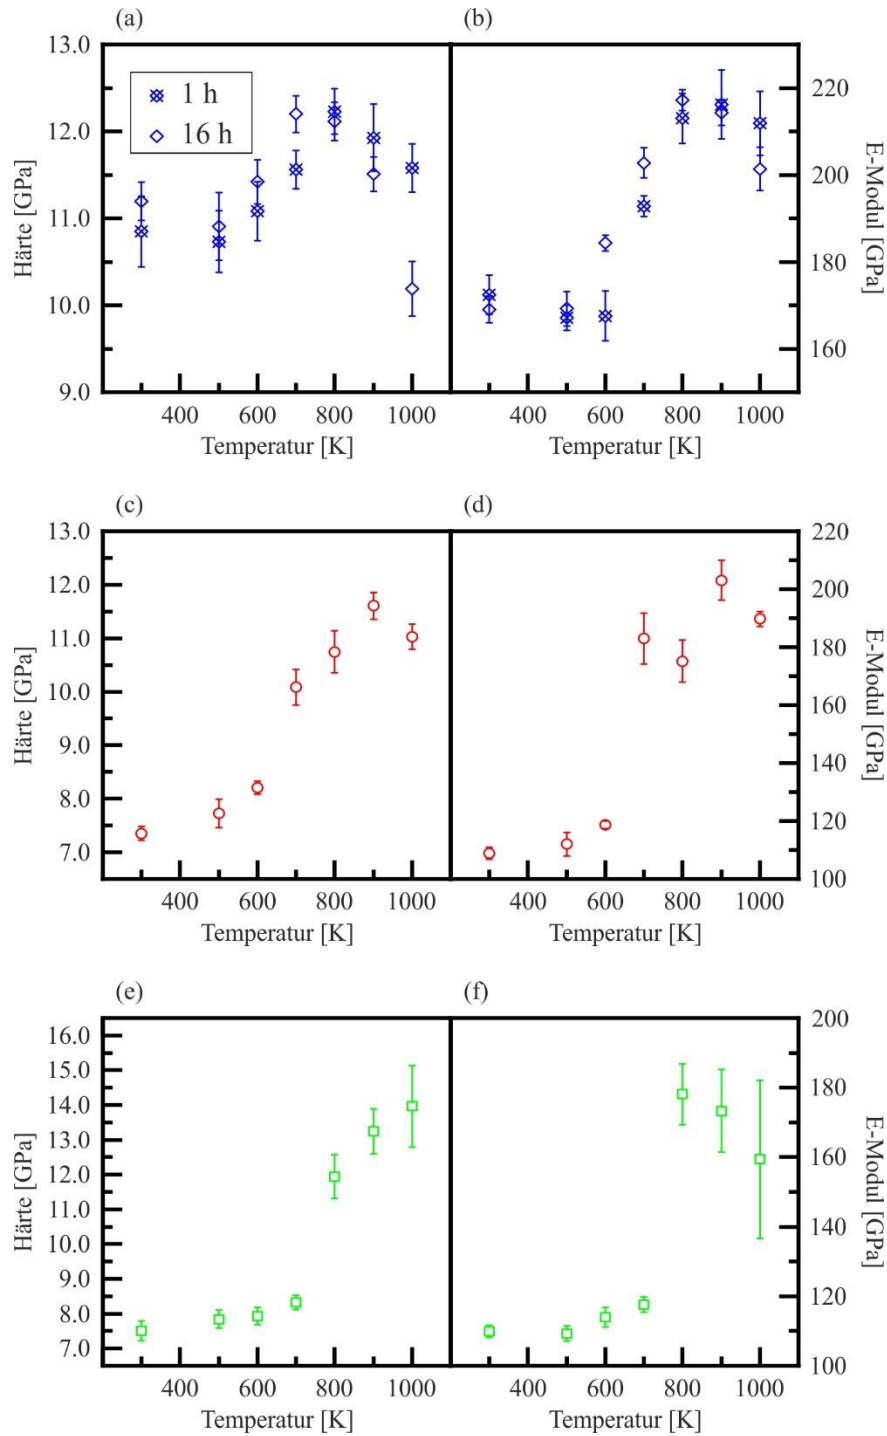 (a) (b)
13.0
12.0
11.0
10.0
9.0
Härte [GPa]
1 h
16 h
220
200
180
160
E-Modul [GPa]
400 600 800 1000 400 600 800 1000
Temperatur [K] Temperatur [K]
(c) (d)
13.0
12.0
11.0
10.0
9.0
8.0
7.0
Härte [GPa]
220
200
180
160
140
120
100
E-Modul [GPa]
400 600 800 1000 400 600 800 1000
Temperatur [K] Temperatur [K]
(e) (f)
16.0
15.0
14.0
13.0
12.0
11.0
10.0
9.0
8.0
7.0
Härte [GPa]
200
180
160
140
120
100
E-Modul [GPa]
400 600 800 1000 400 600 800 1000
Temperatur [K] Temperatur [K]